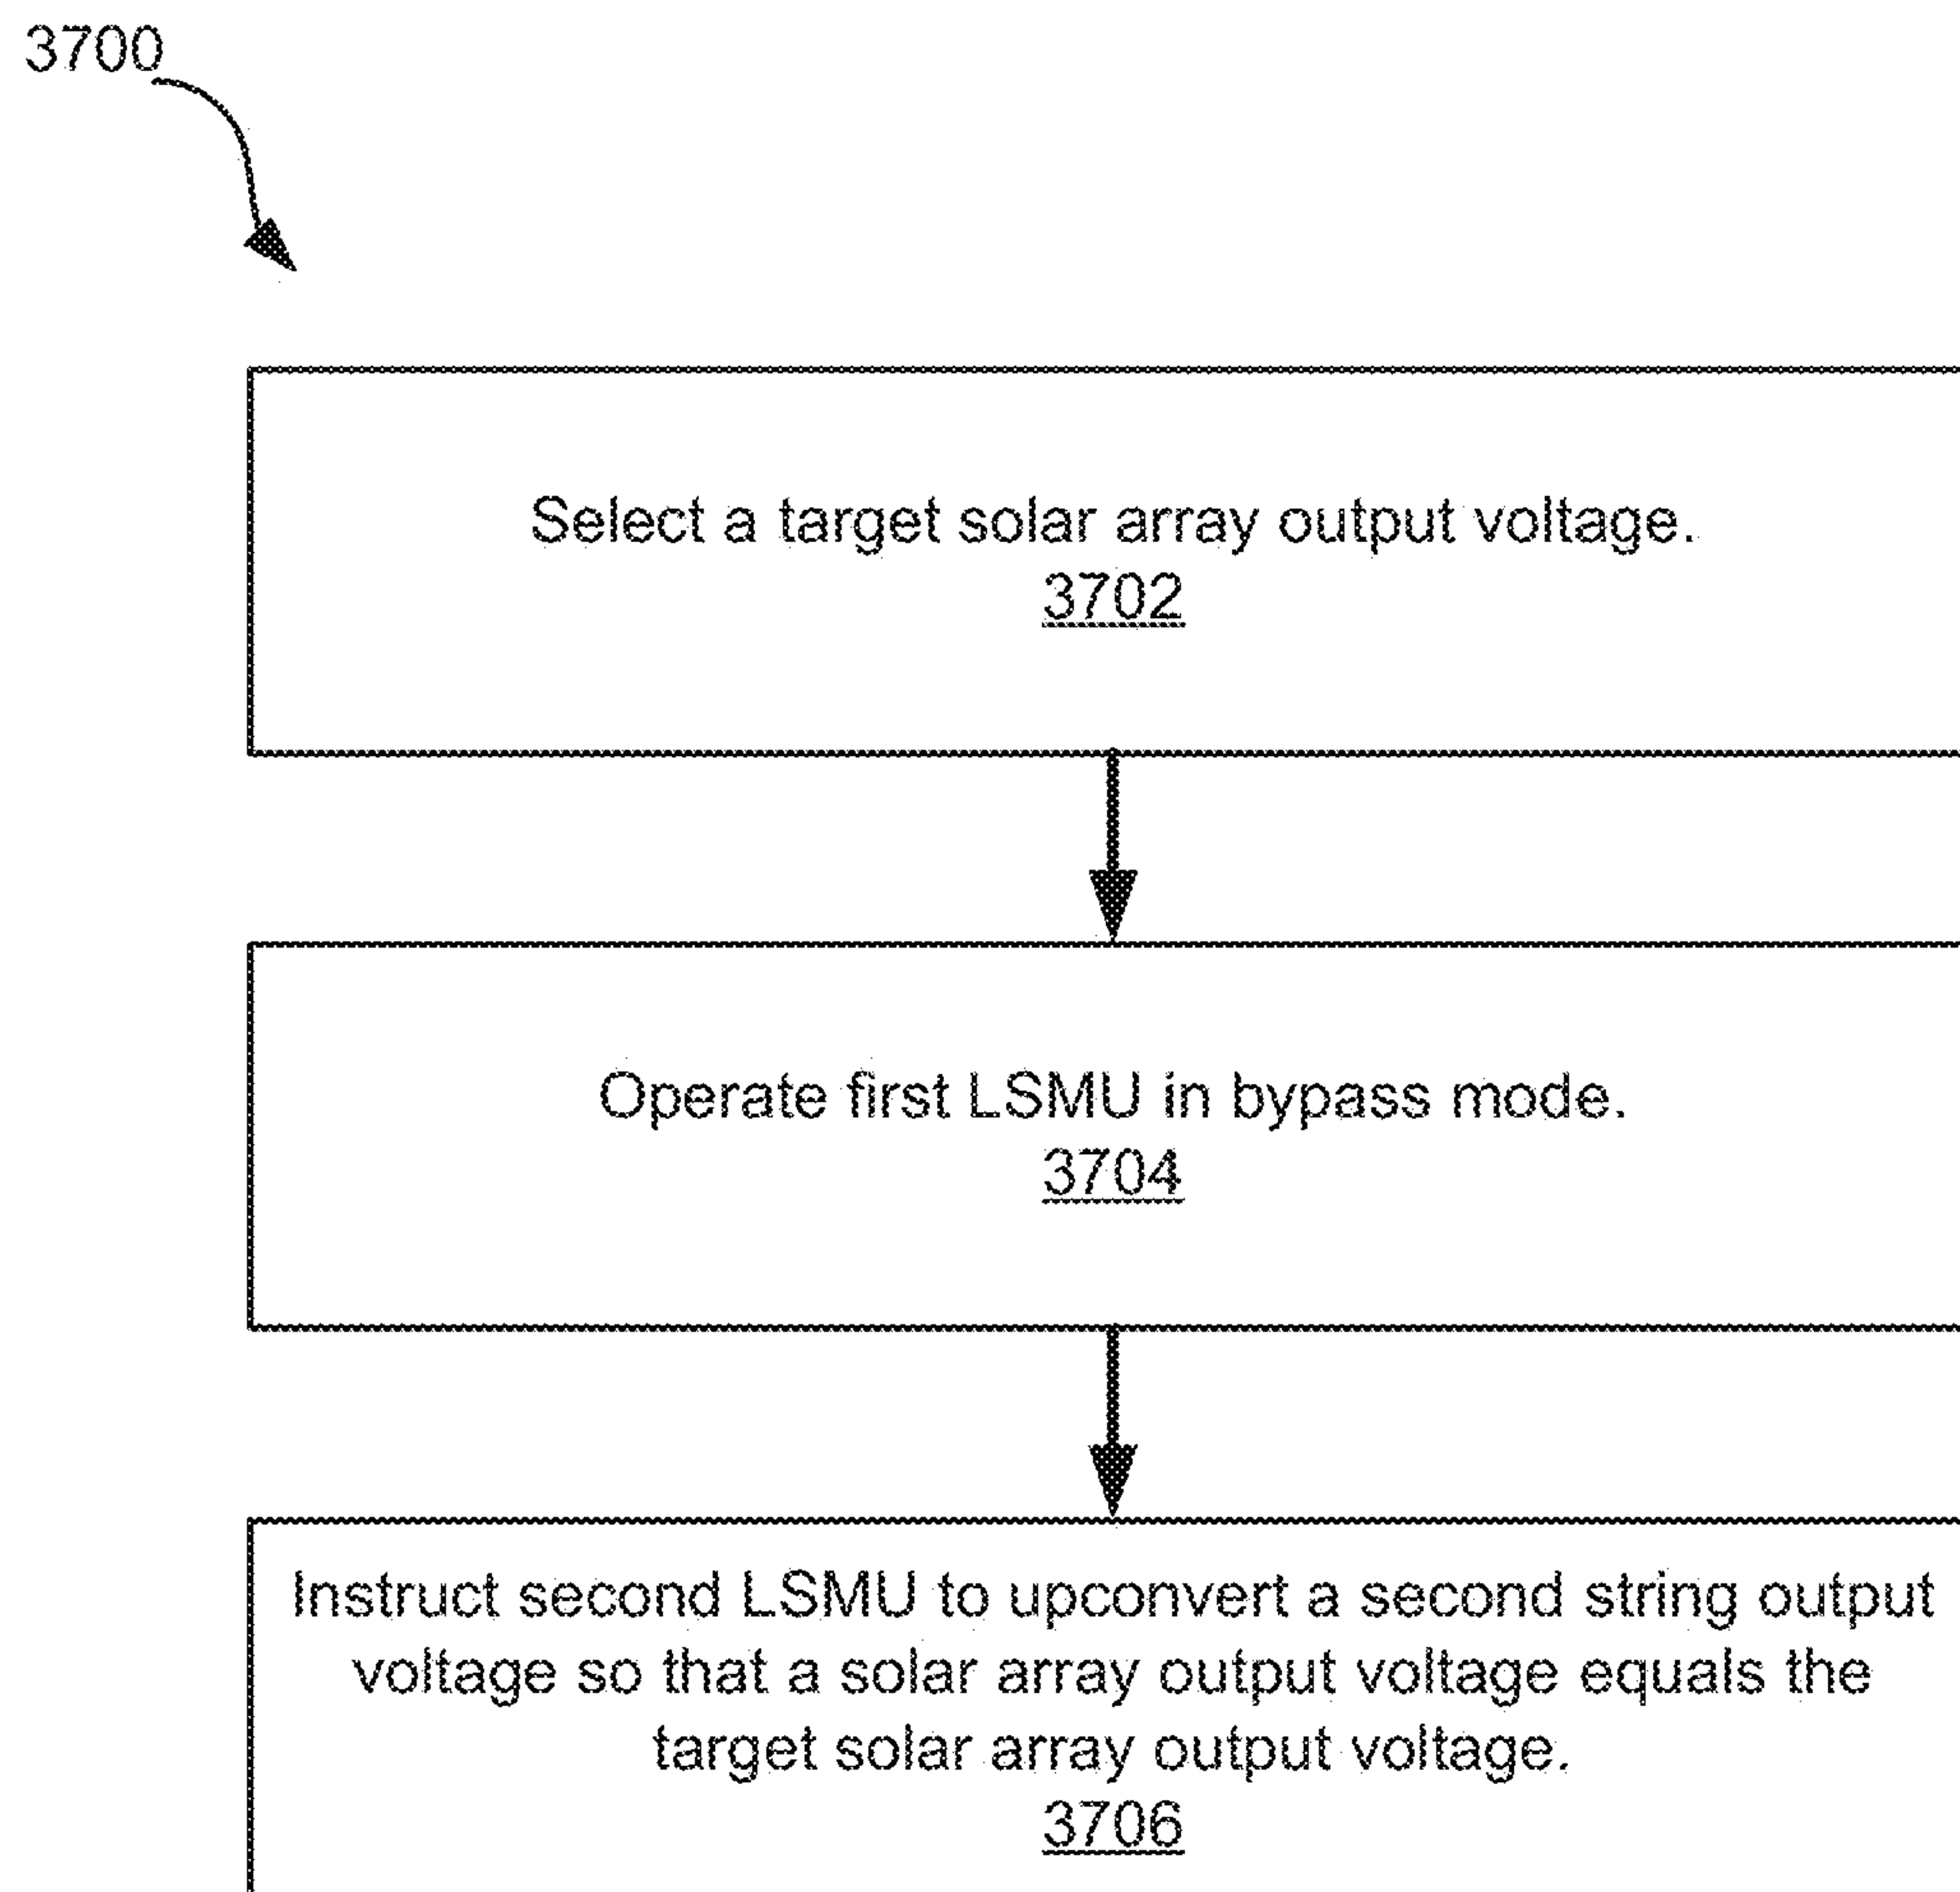 3700
Select a target solar array output voltage.
3702
Operate first LSMU in bypass mode.
3704
Instruct second LSMU to upconvert a second string output
voltage so that a solar array output voltage equals the
target solar array output voltage.
3706